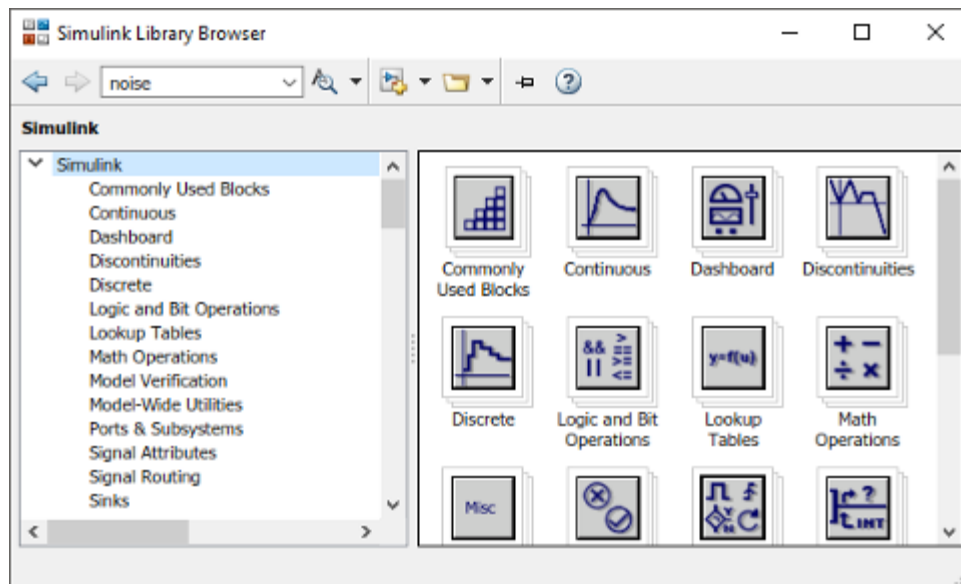 Simulink Library Browser
noise
Simulink
Simulink
Commonly Used Blocks
Continuous
Dashboard
Discontinuities
Discrete
Logic and Bit Operations
Lookup Tables
Math Operations
Model Verification
Model-Wide Utilities
Ports & Subsystems
Signal Attributes
Signal Routing
Sinks
Commonly
Used Blocks
Continuous
Dashboard
Discontinuities
&& >
>==
|| <=
y=f(u)
+ −
÷ ×
Discrete
Logic and Bit
Operations
Lookup
Tables
Math
Operations
Misc
?
t INT